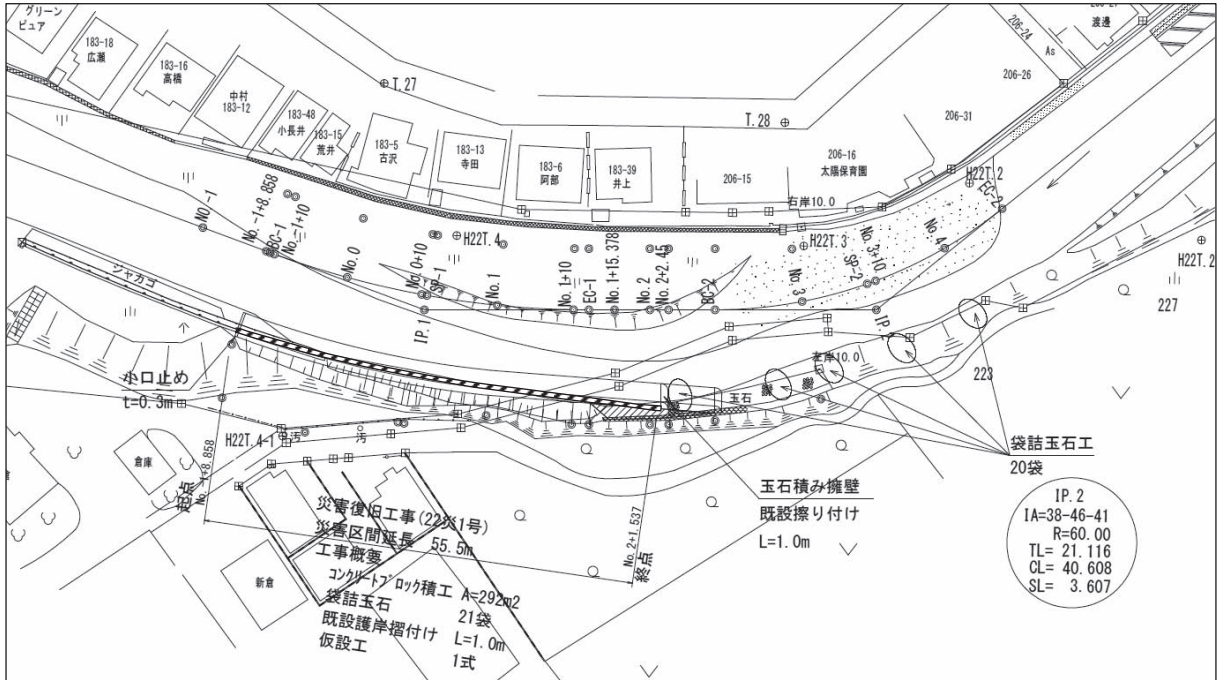 グリーン
ピュア
183-18
広瀬
183-16
高橋
中村
183-12
183-48
小長井
183-15
荒井
183-5
古沢
183-13
寺田
183-6
阿部
183-39
井上
206-15
206-16
太陽保育園
206-31
206-26
206-24
As
渡邊
T.27
T.28
右岸10.0
H22T.2
EC-2
H22T.4
H22T.3
NO.-1
No.-1+8.858
BC-1
No.-1+10
No.0
No.0+10
SP-1
No.1
No.1+10
EC-1
No.1+15.378
No.2
No.2+2.45
BC-2
No.3
SP-2
No.3+10
No.4
IP.1
IP.2
H22T.2
227
223
左岸10.0
ジャカゴ
小口止め
t=0.3m
玉石
H22T.4-1
汚
汚
倉庫
新倉
起点
No.-1+8.858
No.2+1.537
終点
袋詰玉石工
20袋
玉石積み擁壁
既設擦り付け
L=1.0m
災害復旧工事(22災1号)
災害区間延長 55.5m
工事概要
コンクリートブロック積工 A=292m2
袋詰玉石 21袋
既設護岸摺付け L=1.0m
仮設工 1式
IP.2
IA=38-46-41
R=60.00
TL= 21.116
CL= 40.608
SL= 3.607